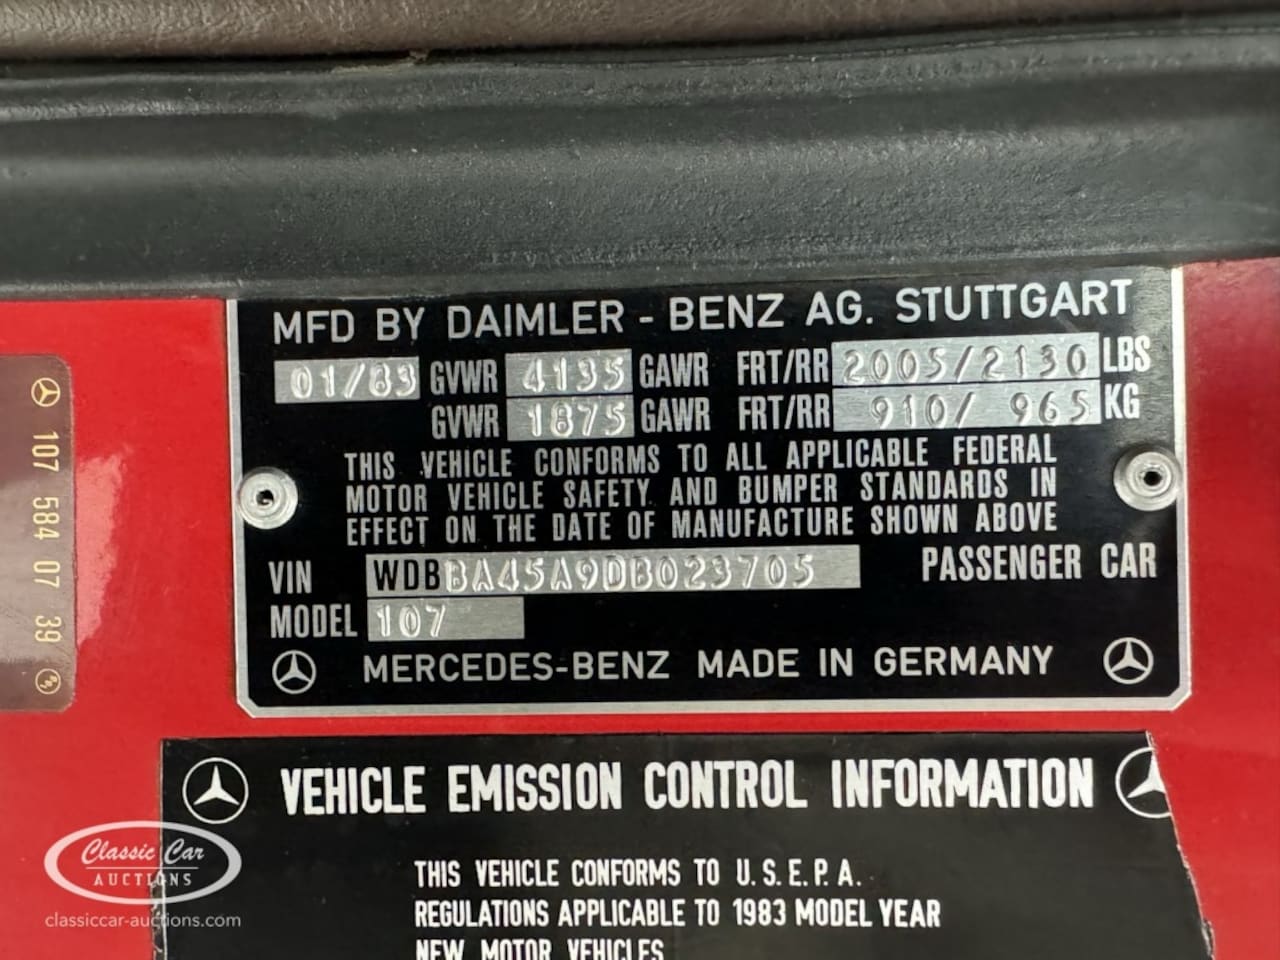 MFD BY DAIMLER - BENZ AG. STUTTGART
01/83 GVWR 4135 GAWR FRT/RR 2005/2130 LBS
GVWR 1875 GAWR FRT/RR 910/ 965 KG
THIS VEHICLE CONFORMS TO ALL APPLICABLE FEDERAL
MOTOR VEHICLE SAFETY AND BUMPER STANDARDS IN
EFFECT ON THE DATE OF MANUFACTURE SHOWN ABOVE
VIN WDBBA45A9DB023705 PASSENGER CAR
MODEL 107
MERCEDES-BENZ MADE IN GERMANY
107 584 07 39
VEHICLE EMISSION CONTROL INFORMATION
THIS VEHICLE CONFORMS TO U.S.E.P.A.
REGULATIONS APPLICABLE TO 1983 MODEL YEAR
NEW MOTOR VEHICLES
Classic Car
AUCTIONS
classiccar-auctions.com